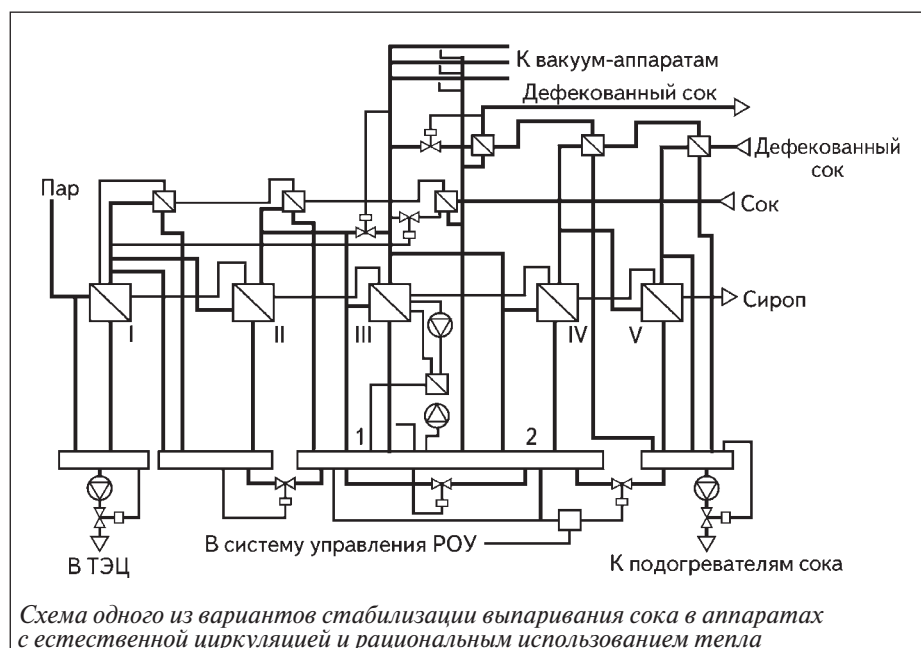 К вакуум-аппаратам
Дефекованный сок
Дефекованный
сок
Пар
Сок
Сироп
I
II
III
IV
V
1
2
В систему управления РОУ
В ТЭЦ
К подогревателям сока
Схема одного из вариантов стабилизации выпаривания сока в аппаратах
с естественной циркуляцией и рациональным использованием тепла